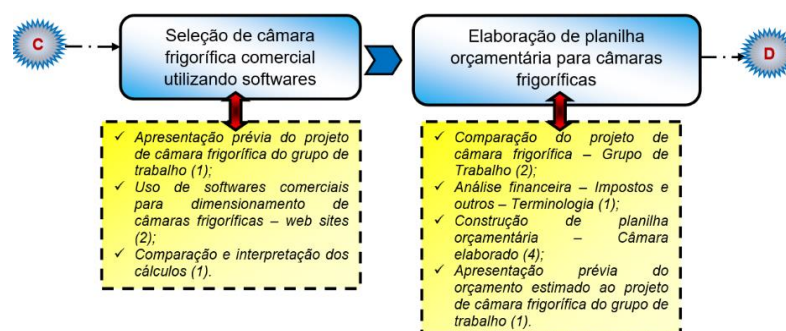 C
Seleção de câmara
frigorífica comercial
utilizando softwares
Elaboração de planilha
orçamentária para câmaras
frigoríficas
D
✓ Apresentação prévia do projeto
de câmara frigorífica do grupo de
trabalho (1);
✓ Uso de softwares comerciais
para dimensionamento de
câmaras frigoríficas – web sites
(2);
✓ Comparação e interpretação dos
cálculos (1).
✓ Comparação do projeto de
câmara frigorífica – Grupo de
Trabalho (2);
✓ Análise financeira – Impostos e
outros – Terminologia (1);
✓ Construção de planilha
orçamentária – Câmara
elaborado (4);
✓ Apresentação prévia do
orçamento estimado ao projeto
de câmara frigorífica do grupo de
trabalho (1).